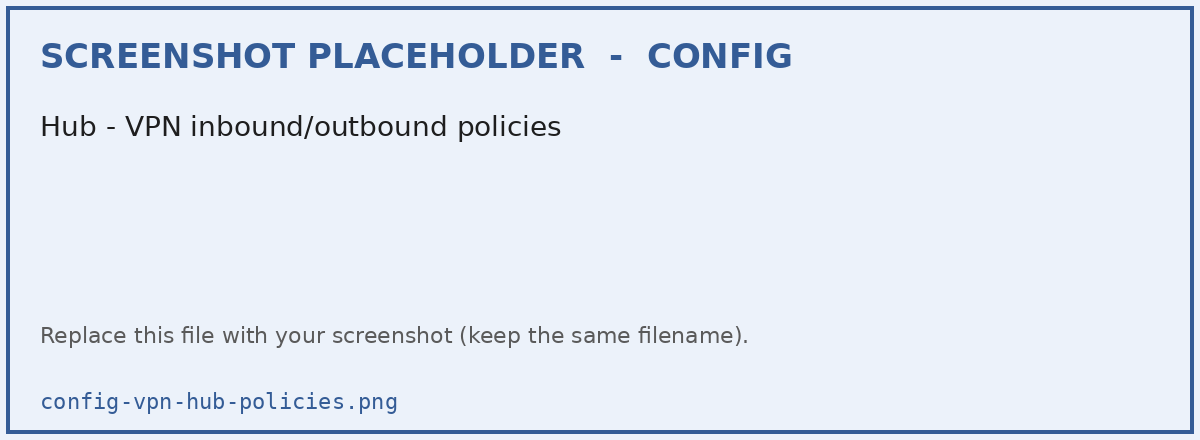 SCREENSHOT PLACEHOLDER - CONFIG
Hub - VPN inbound/outbound policies
Replace this file with your screenshot (keep the same filename).
config-vpn-hub-policies.png